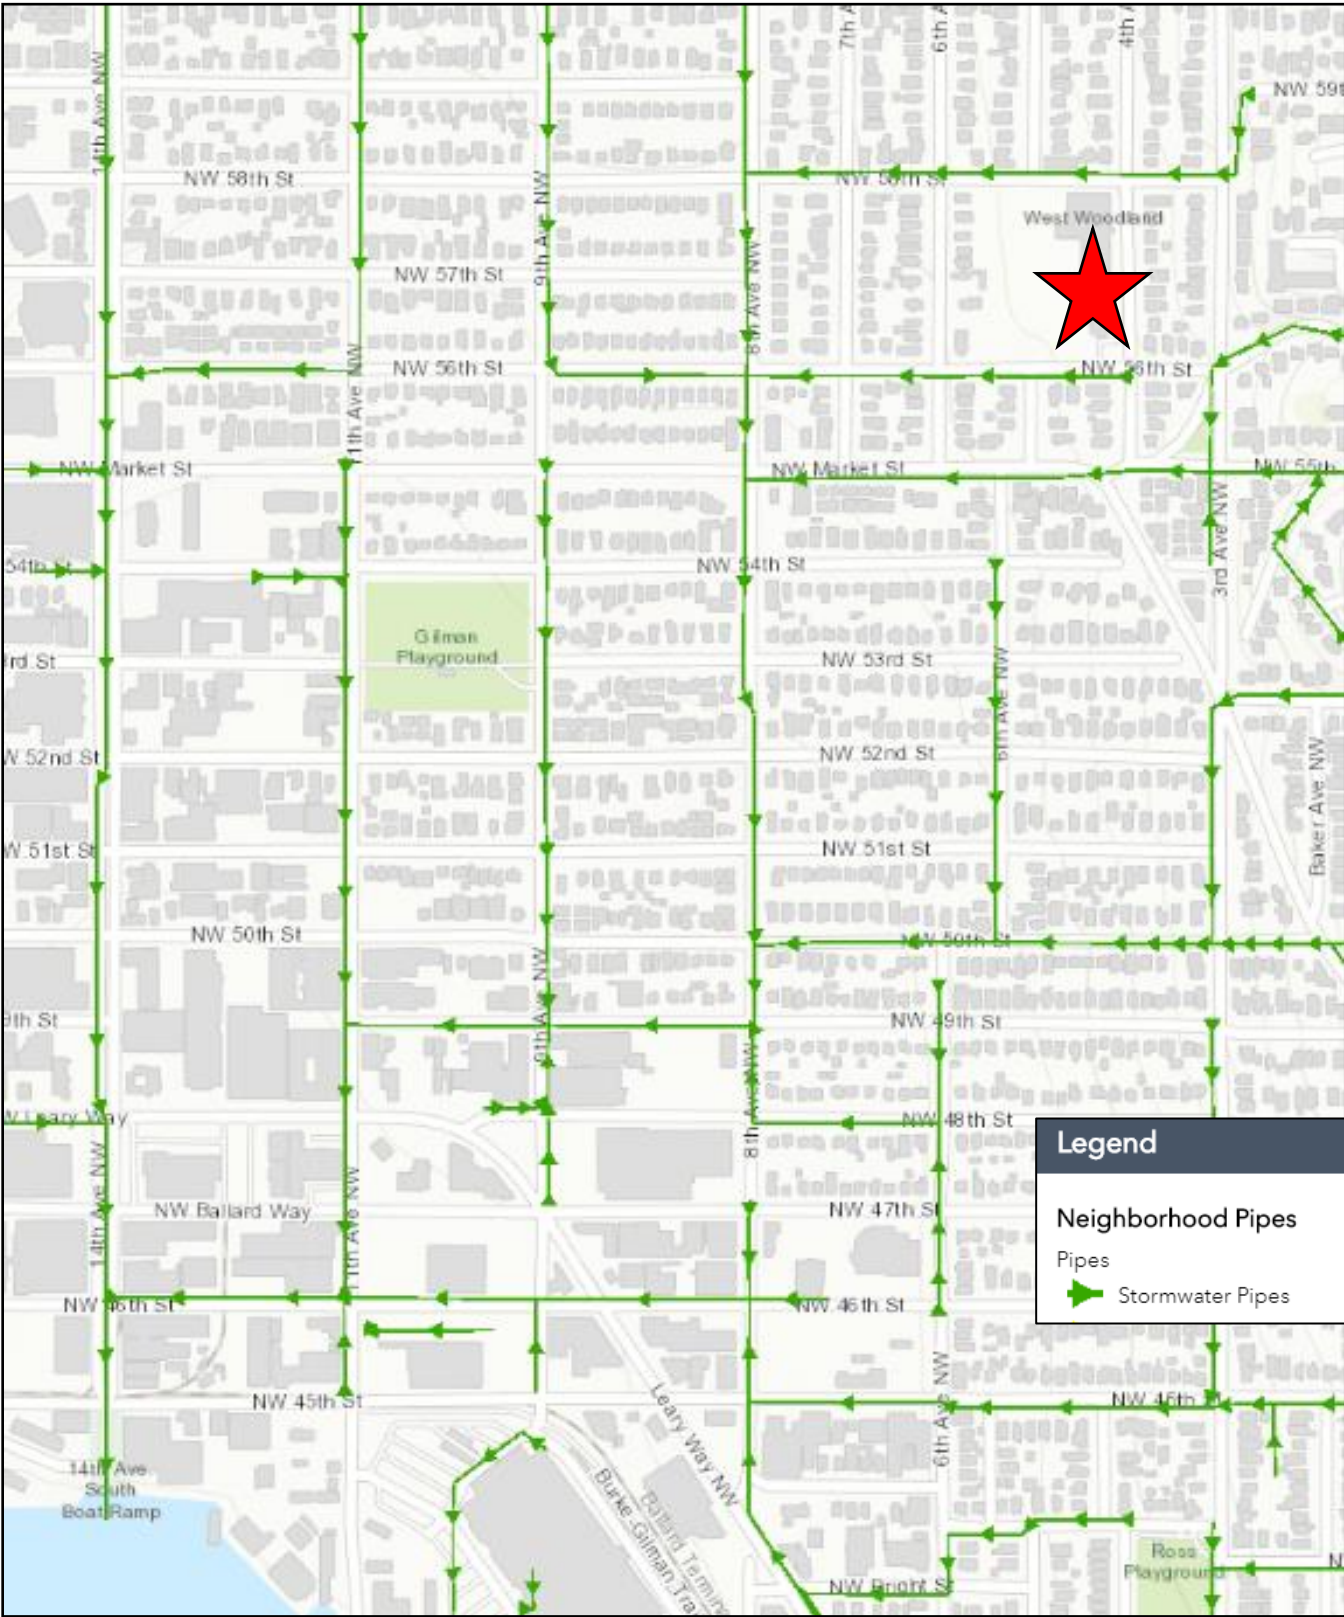 14th Ave NW
7th A
6th A
4th A
NW 59t
NW 58th St
NW 58th St
9th Ave NW
West Woodland
NW 57th St
8th Ave NW
NW 56th St
NW 56th St
11th Ave NW
NW Market St
NW Market St
NW 55th
54th St
NW 54th St
3rd Ave NW
Gilman
Playground
rd St
NW 53rd St
6th Ave NW
W 52nd St
NW 52nd St
Baker Ave NW
W 51st St
NW 51st St
NW 50th St
NW 50th St
9th Ave NW
9th St
NW 49th St
8th Ave NW
W Leary Way
NW 48th St
14th Ave NW
11th Ave NW
NW Ballard Way
NW 47th St
NW 46th St
NW 46th St
Legend
Neighborhood Pipes
Pipes
Stormwater Pipes
NW 45th St
NW 45th St
6th Ave NW
Leary Way NW
14th Ave
South
Boat Ramp
Burke-Gilman Tra
Ballard Termin
Ross
Playground
NW Bright St
N